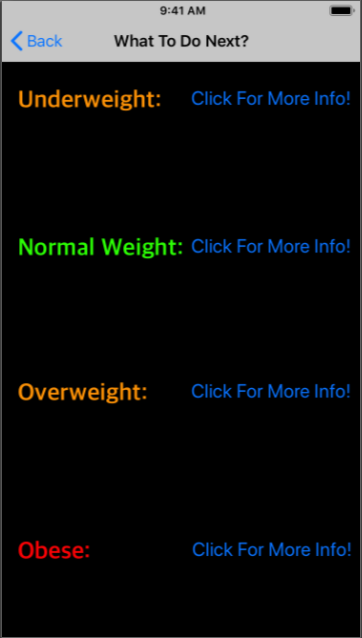 9:41 AM
Back What To Do Next?
Underweight: Click For More Info!
Normal Weight: Click For More Info!
Overweight: Click For More Info!
Obese: Click For More Info!